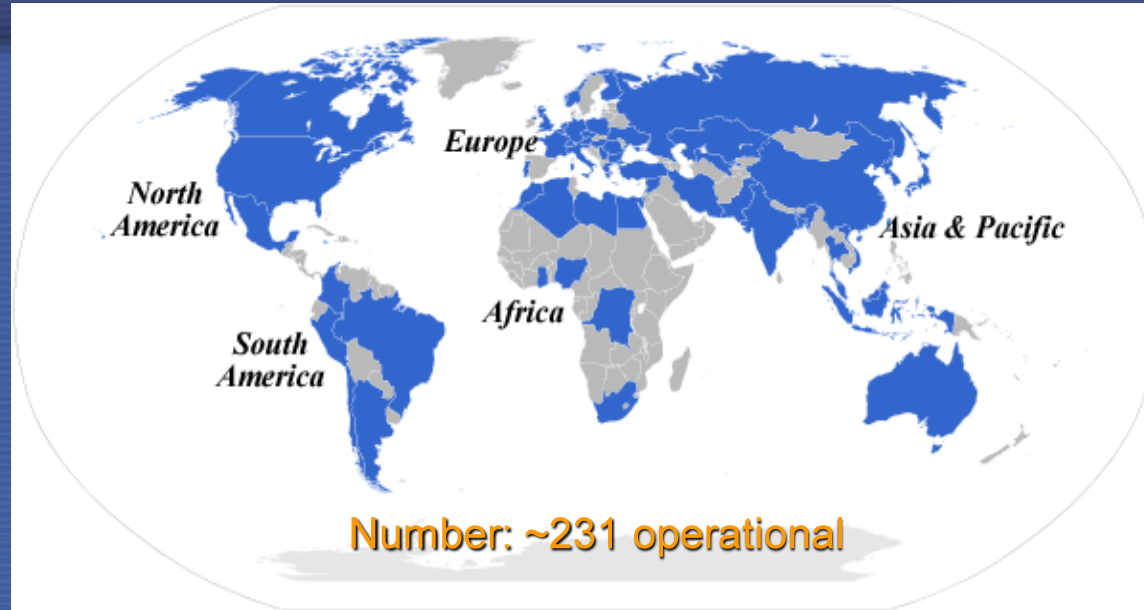 Europe
North
America
Asia & Pacific
Africa
South
America
Number: ~231 operational